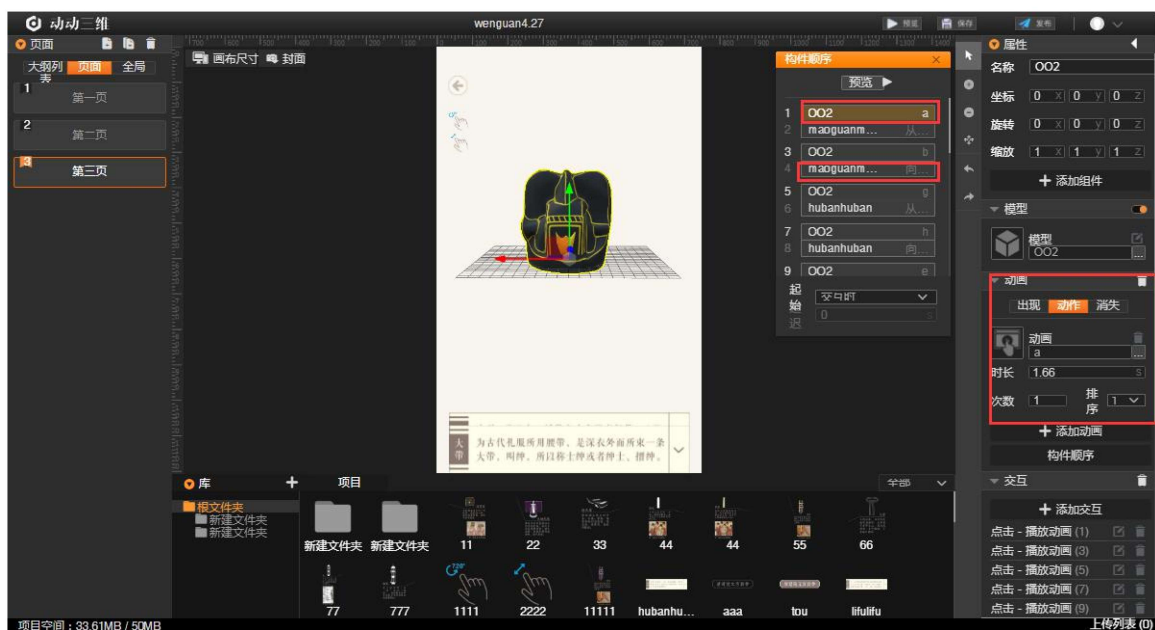 动动三维
wenguan4.27
预览
保存
发布
页面
大纲列表
页面
全局
1
第一页
2
第二页
3
第三页
画布尺寸
封面
为古代礼服所用腰带，是深衣外面所束一条
大带
大带，叫绅，所以称士绅或者绅士、搢绅。
构件顺序
预览
1 OO2 a
2 maoguanm... 从...
3 OO2 b
4 maoguanm... 向...
5 OO2 g
6 hubanhuban 从...
7 OO2 h
8 hubanhuban 向...
9 OO2 e
起始
交互时
迟
0 s
属性
名称 OO2
坐标 0 x 0 y 0 z
旋转 0 x 0 y 0 z
缩放 1 x 1 y 1 z
添加组件
模型
模型
OO2 ...
动画
出现 动作 消失
动画
a ...
时长 1.66 s
次数 1 排序 1
添加动画
构件顺序
交互
添加交互
点击 - 播放动画 (1)
点击 - 播放动画 (3)
点击 - 播放动画 (5)
点击 - 播放动画 (7)
点击 - 播放动画 (9)
库
项目
全部
根文件夹
新建文件夹
新建文件夹
新建文件夹 新建文件夹 11 22 33 44 44 55 66
77 777 1111 2222 11111 hubanhu... aaa tou lifulifu
项目空间：33.61MB / 50MB
上传列表 (0)